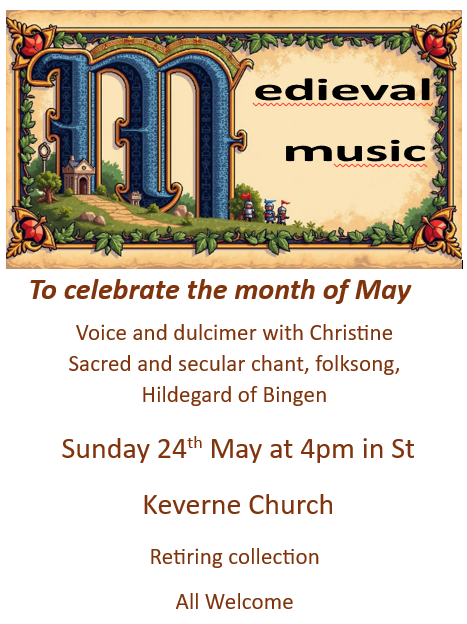 Medieval
music
To celebrate the month of May
Voice and dulcimer with Christine
Sacred and secular chant, folksong,
Hildegard of Bingen
Sunday 24th May at 4pm in St
Keverne Church
Retiring collection
All Welcome